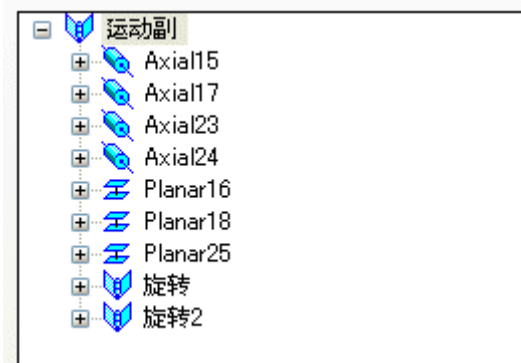 运动副
Axial15
Axial17
Axial23
Axial24
Planar16
Planar18
Planar25
旋转
旋转2